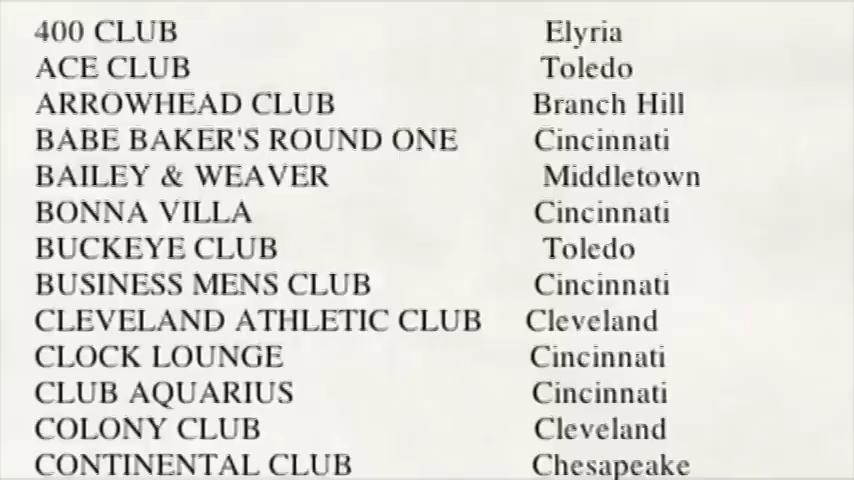 400 CLUB Elyria
ACE CLUB Toledo
ARROWHEAD CLUB Branch Hill
BABE BAKER'S ROUND ONE Cincinnati
BAILEY & WEAVER Middletown
BONNA VILLA Cincinnati
BUCKEYE CLUB Toledo
BUSINESS MENS CLUB Cincinnati
CLEVELAND ATHLETIC CLUB Cleveland
CLOCK LOUNGE Cincinnati
CLUB AQUARIUS Cincinnati
COLONY CLUB Cleveland
CONTINENTAL CLUB Chesapeake